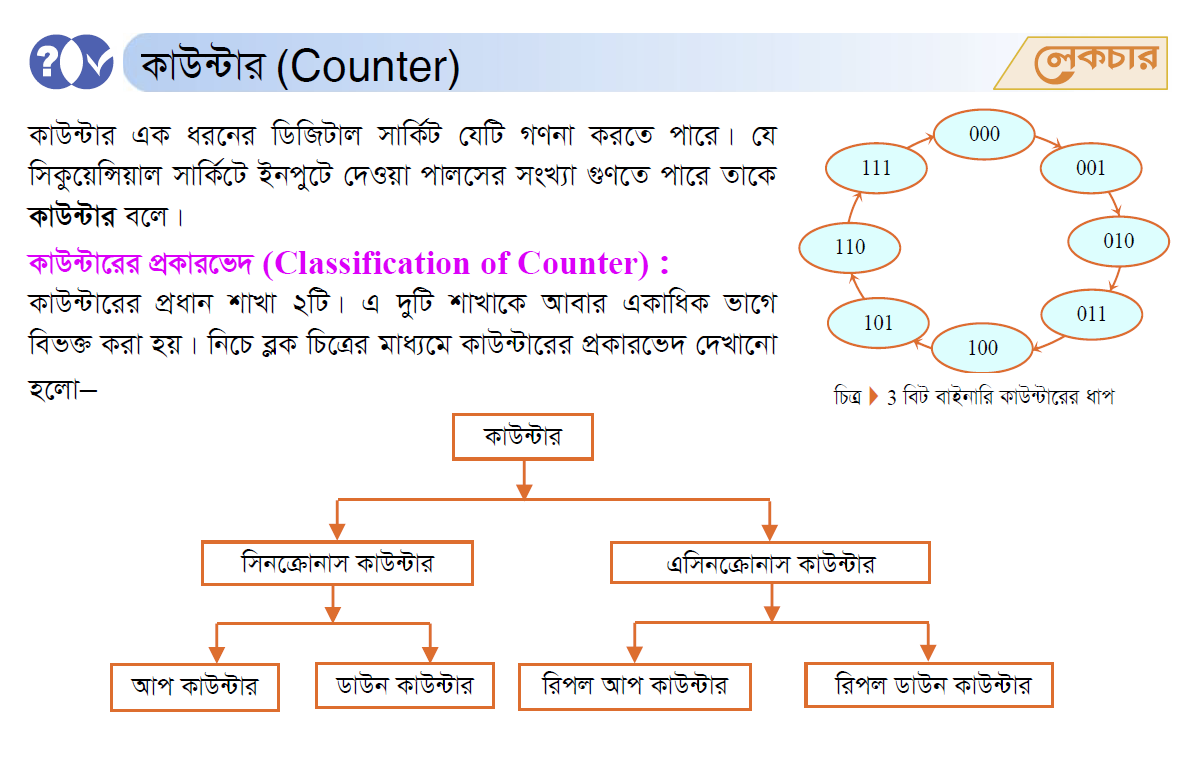 কাউন্টার (Counter)
লেকচার
কাউন্টার এক ধরনের ডিজিটাল সার্কিট যেটি গণনা করতে পারে। যে
সিকুয়েন্সিয়াল সার্কিটে ইনপুটে দেওয়া পালসের সংখ্যা গুণতে পারে তাকে
কাউন্টার বলে।
কাউন্টারের প্রকারভেদ (Classification of Counter) :
কাউন্টারের প্রধান শাখা ২টি। এ দুটি শাখাকে আবার একাধিক ভাগে
বিভক্ত করা হয়। নিচে ব্লক চিত্রের মাধ্যমে কাউন্টারের প্রকারভেদ দেখানো
হলো–
000
001
010
011
100
101
110
111
চিত্র 3 বিট বাইনারি কাউন্টারের ধাপ
কাউন্টার
সিনক্রোনাস কাউন্টার
এসিনক্রোনাস কাউন্টার
আপ কাউন্টার
ডাউন কাউন্টার
রিপল আপ কাউন্টার
রিপল ডাউন কাউন্টার